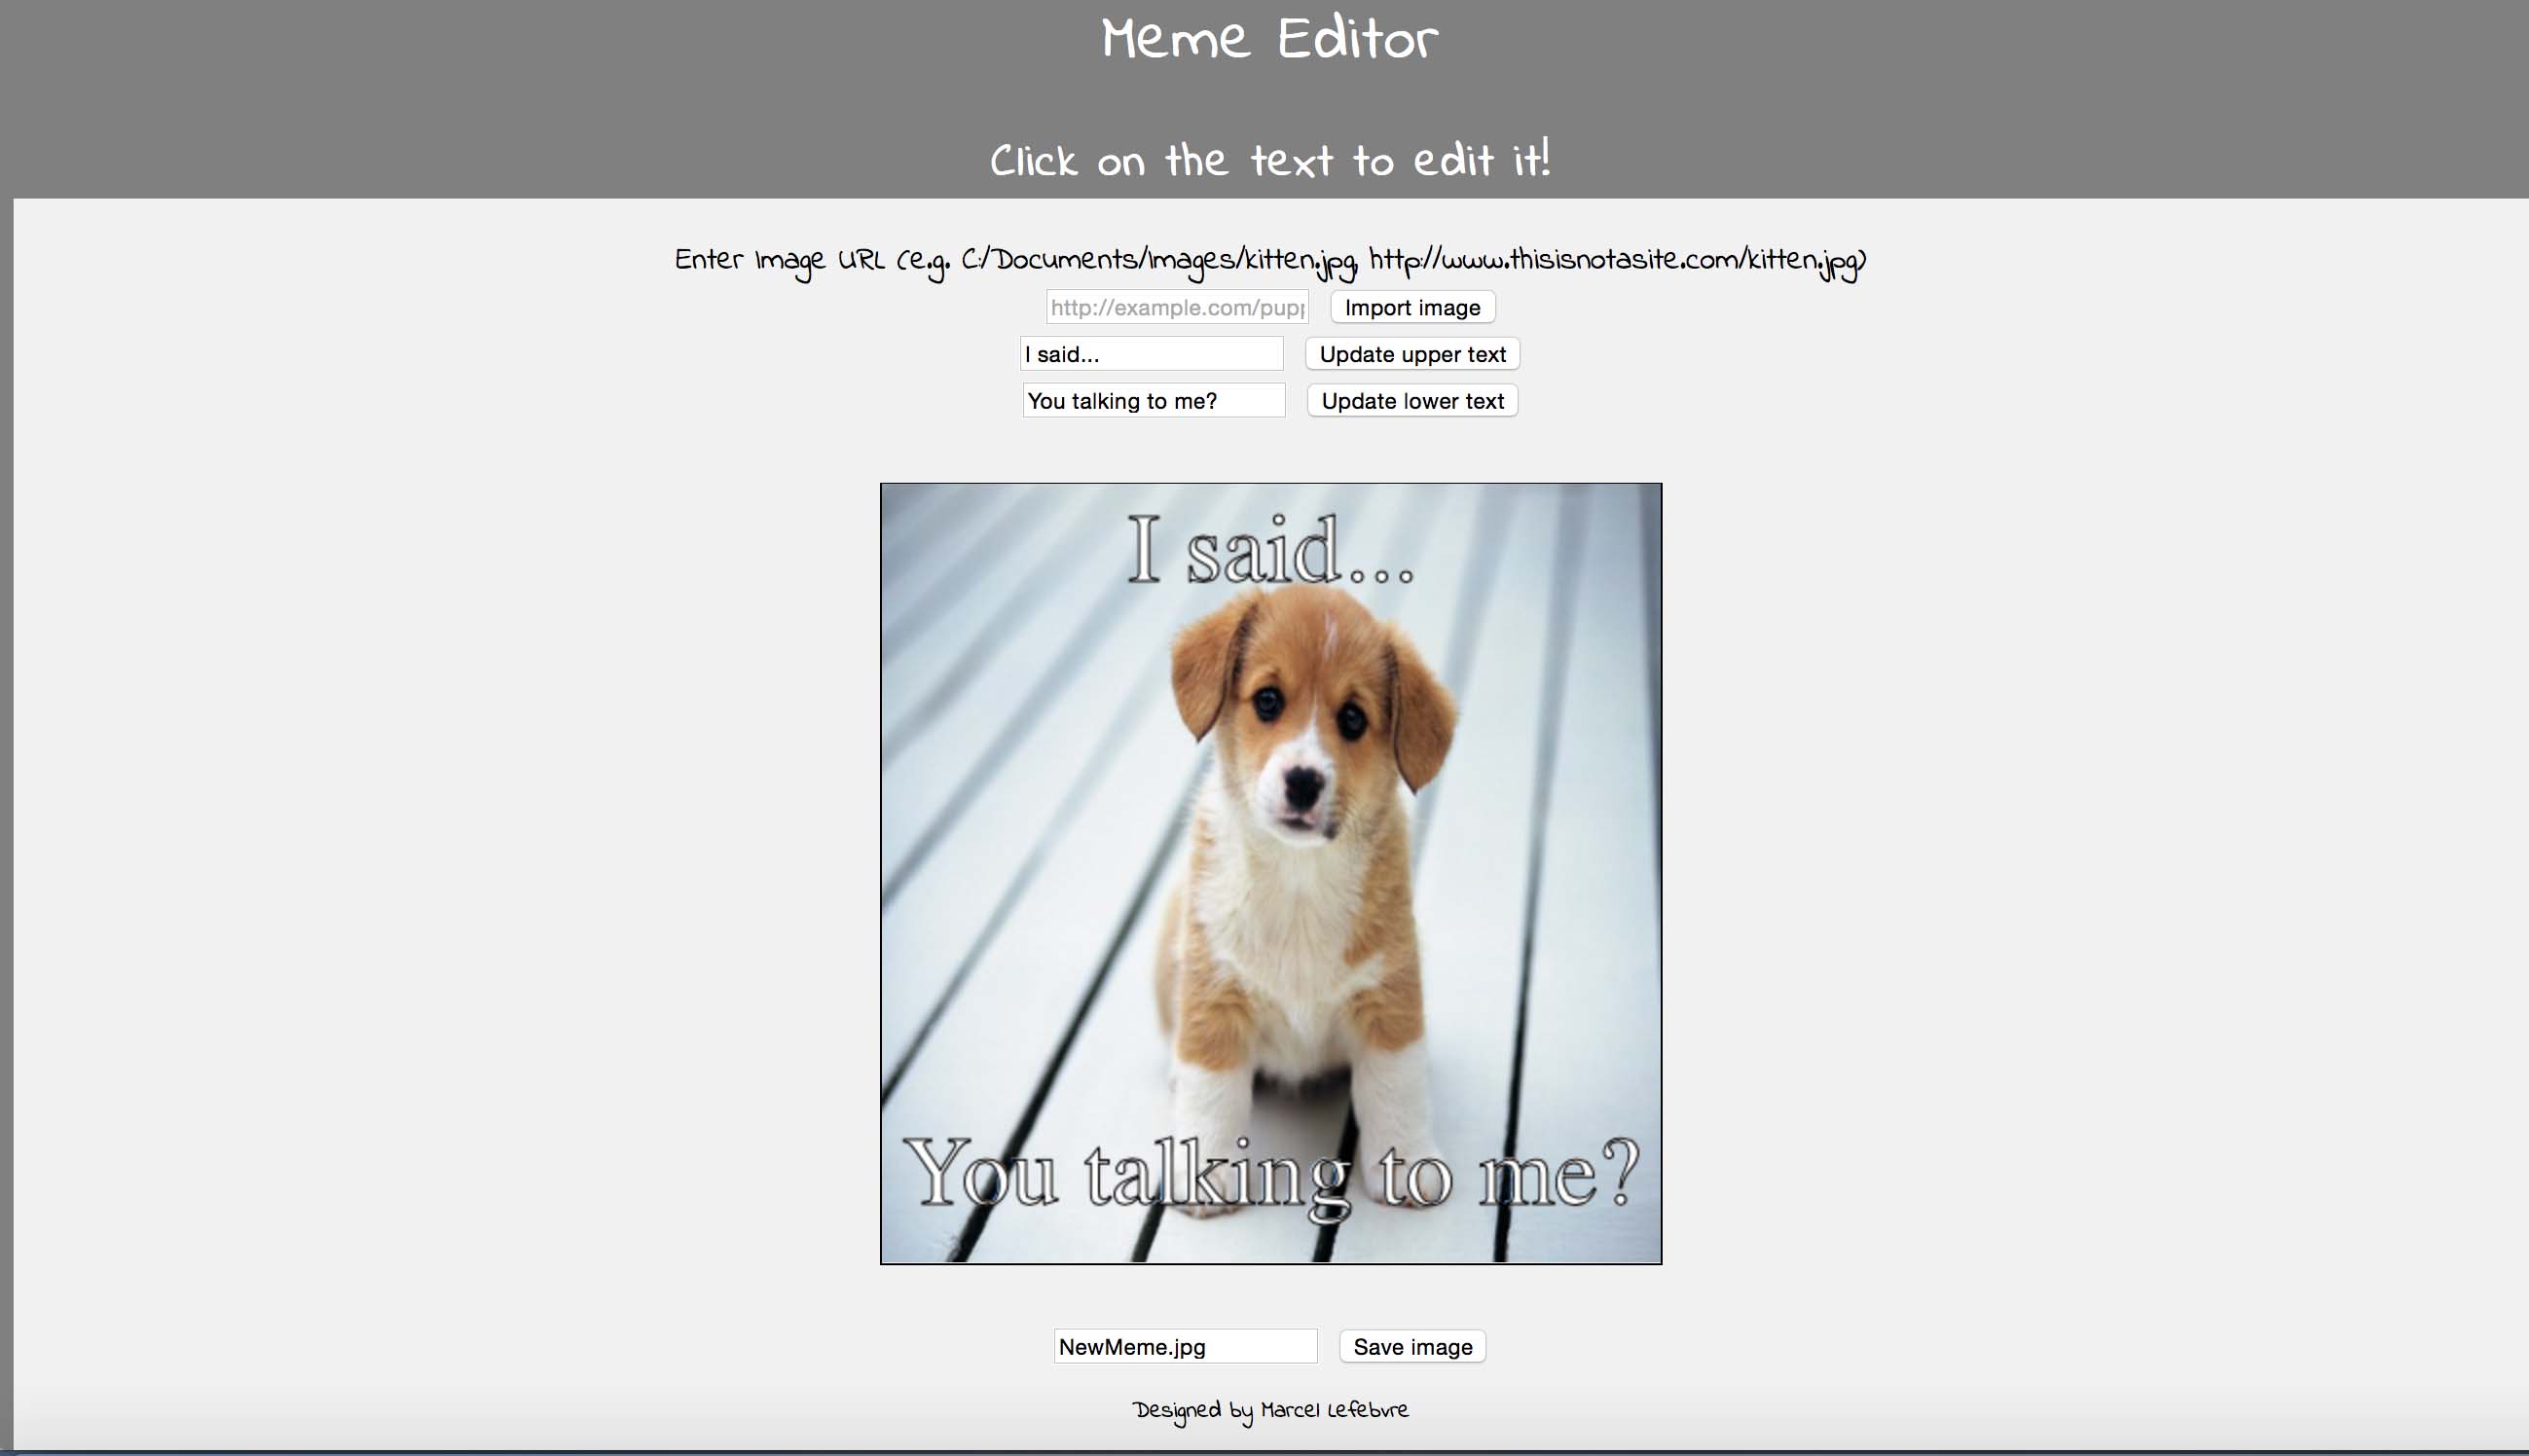 Meme Editor
Click on the text to edit it!
Enter Image URL (e.g. C:/Documents/Images/kitten.jpg, http://www.thisisnotasite.com/kitten.jpg)
http://example.com/pup Import image
I said... Update upper text
You talking to me? Update lower text
I said...
You talking to me?
NewMeme.jpg Save image
Designed by Marcel Lefebvre